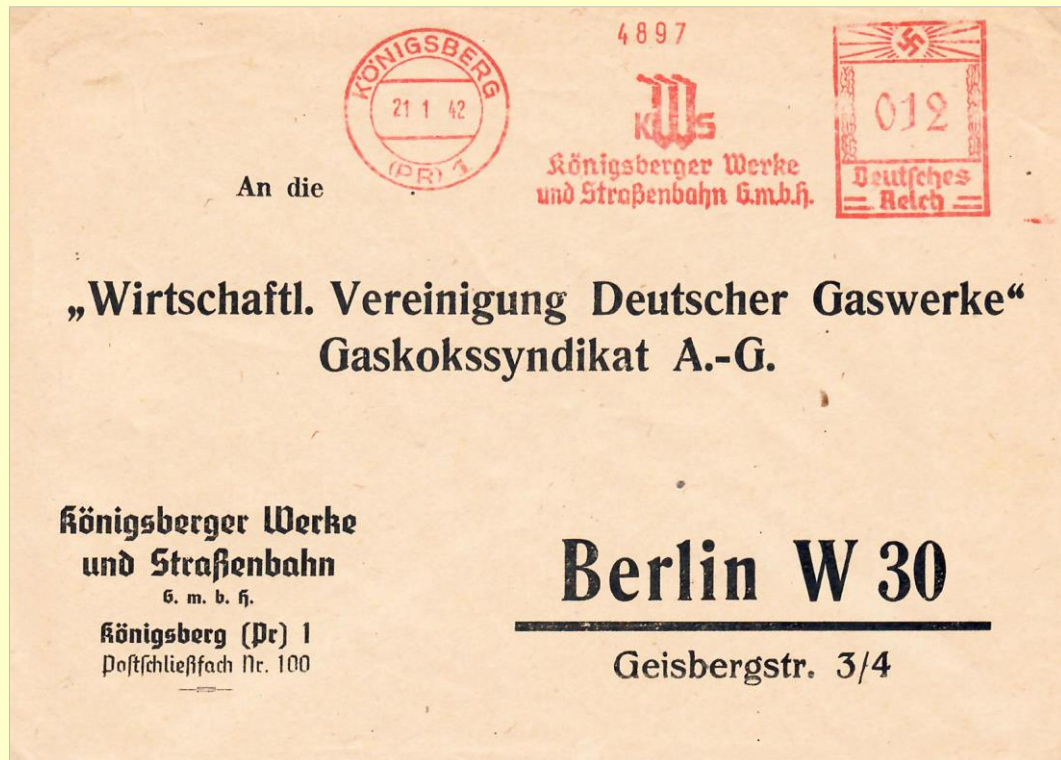 KÖNIGSBERG
21 1 42
(PR) 1
4897
KWS
Königsberger Werke
und Straßenbahn G.m.b.H.
012
Deutsches
Reich
An die
„Wirtschaftl. Vereinigung Deutscher Gaswerke“
Gaskokssyndikat A.-G.
Königsberger Werke
und Straßenbahn
G. m. b. H.
Königsberg (Pr) 1
Postschließfach Nr. 100
Berlin W 30
Geisbergstr. 3/4